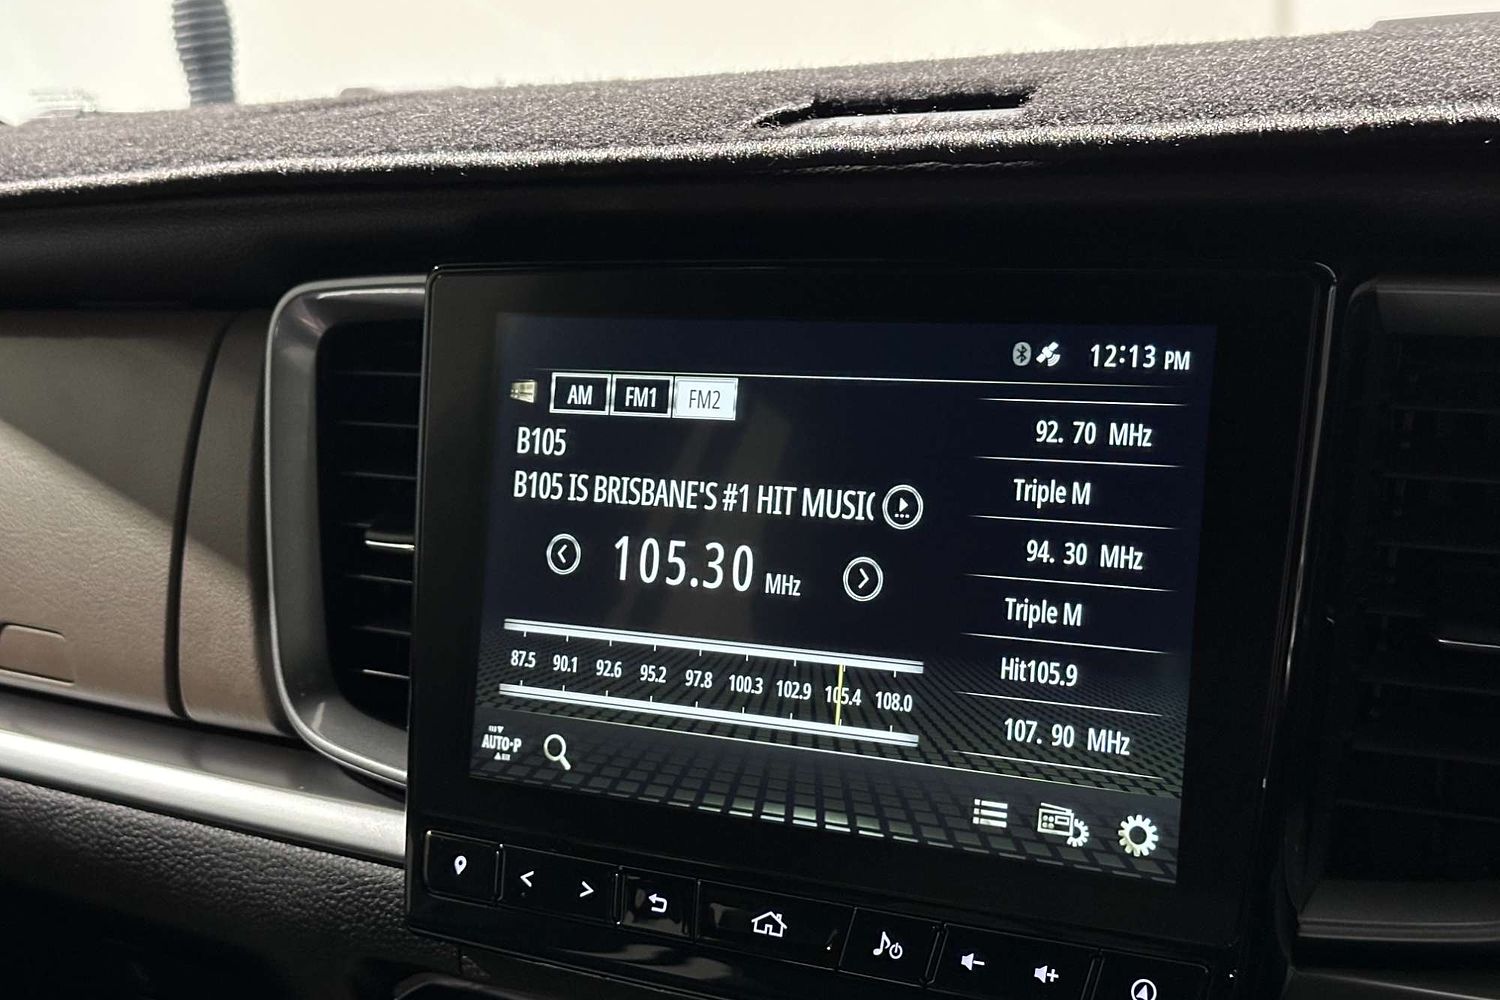 12:13 PM
AM FM1 FM2
B105
B105 IS BRISBANE'S #1 HIT MUSIC
105.30 MHz
87.5 90.1 92.6 95.2 97.8 100.3 102.9 105.4 108.0
AUTO-P
92. 70 MHz
Triple M
94. 30 MHz
Triple M
Hit105.9
107. 90 MHz